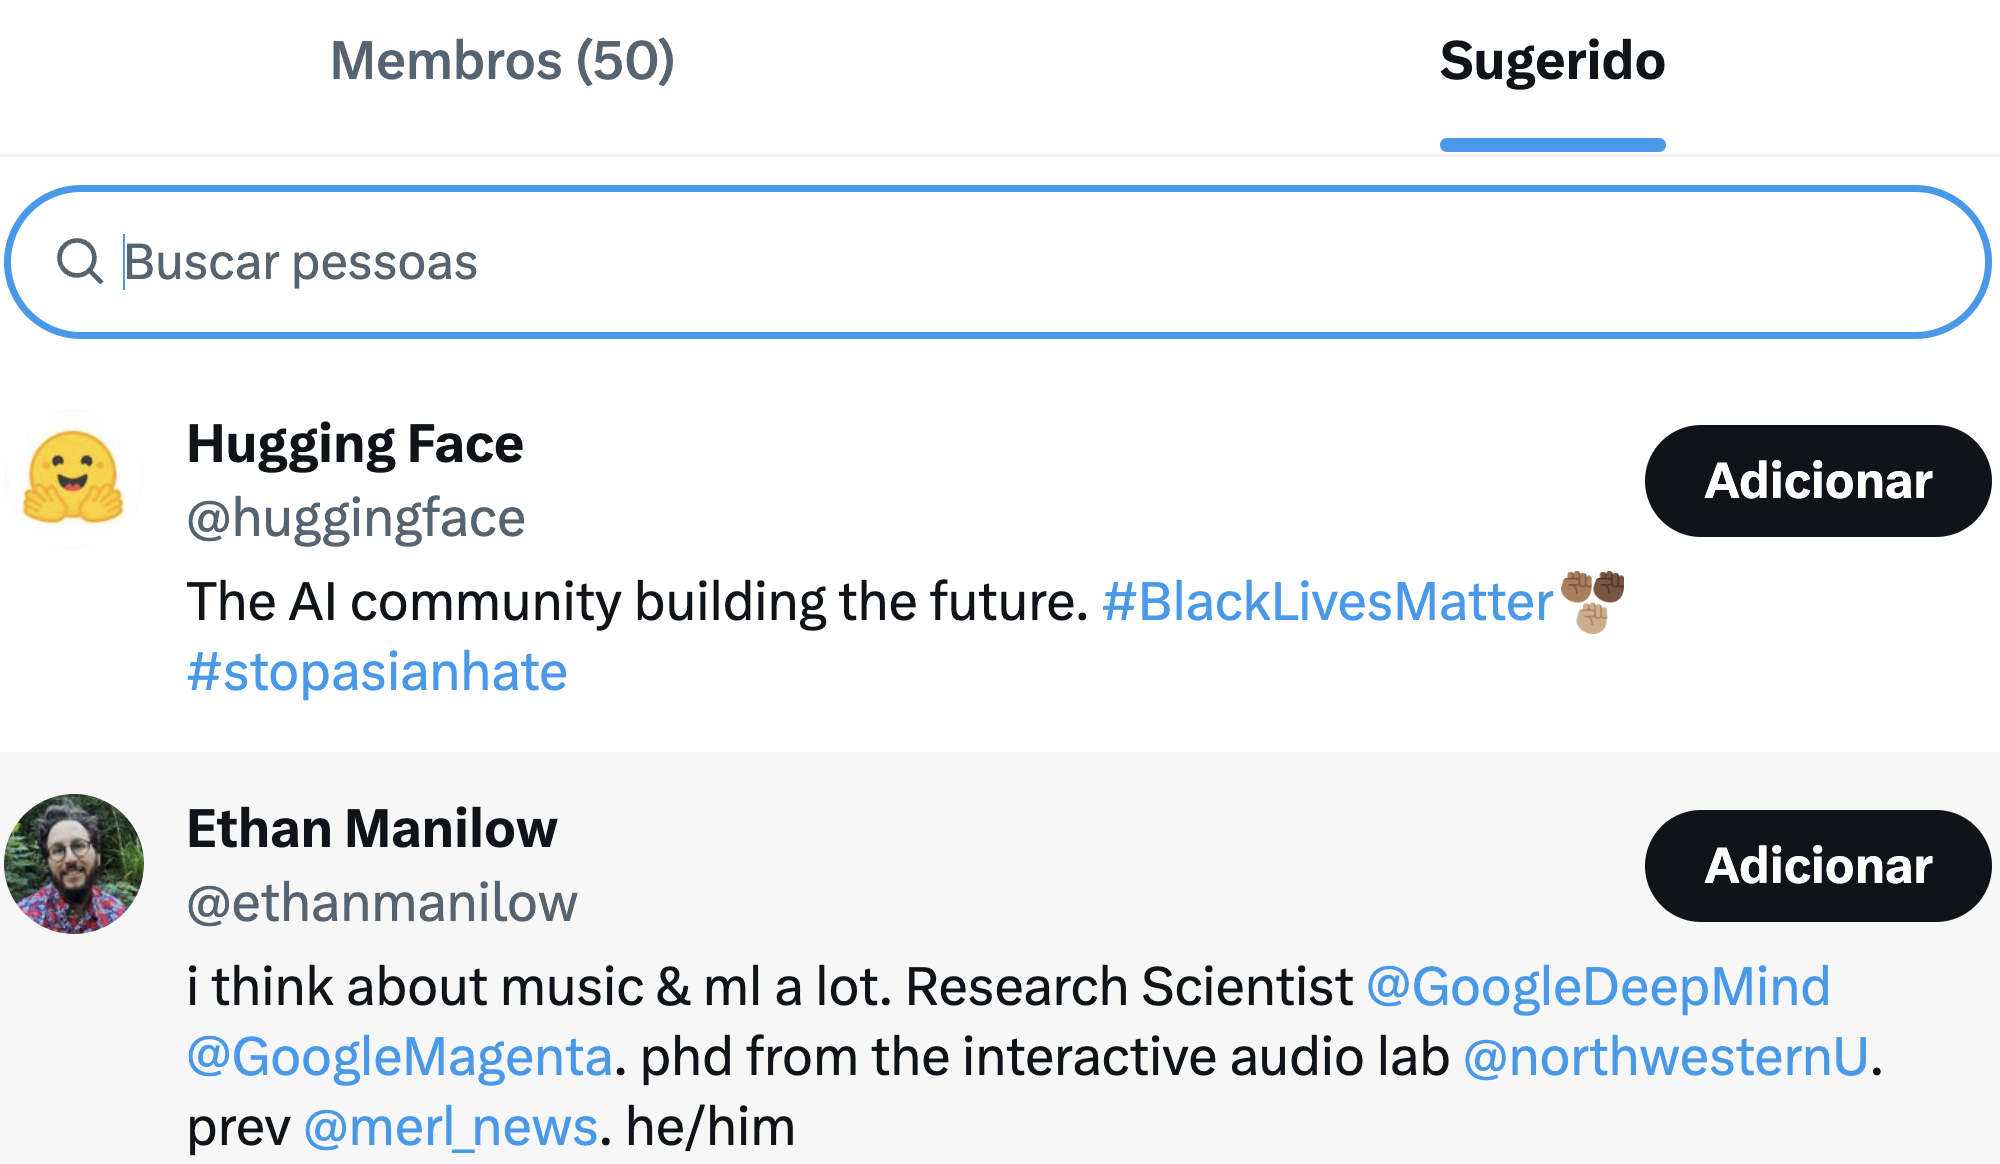 Membros (50)
Sugerido
Buscar pessoas
Hugging Face
@huggingface
Adicionar
The AI community building the future. #BlackLivesMatter
#stopasianhate
Ethan Manilow
@ethanmanilow
Adicionar
i think about music & ml a lot. Research Scientist @GoogleDeepMind
@GoogleMagenta. phd from the interactive audio lab @northwesternU.
prev @merl_news. he/him